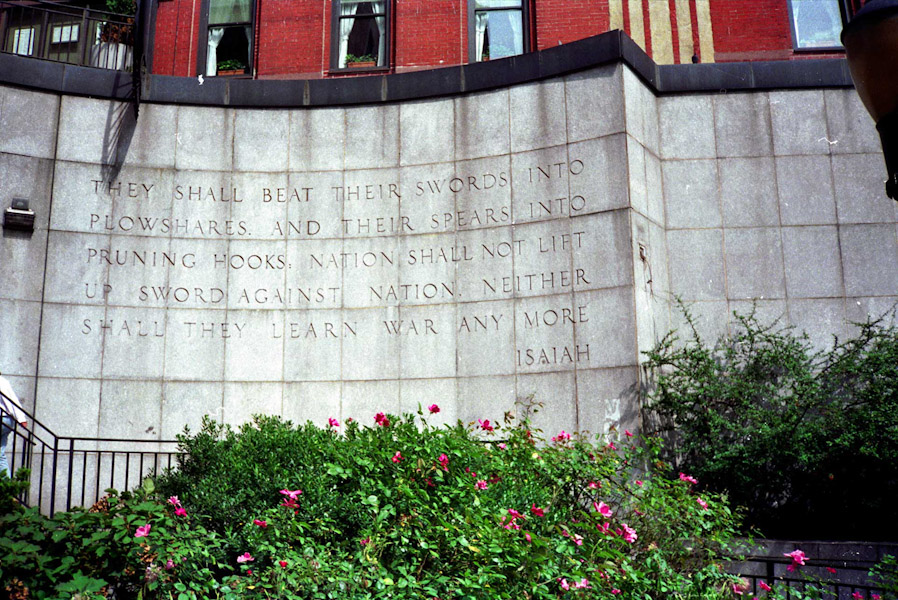 THEY SHALL BEAT THEIR SWORDS INTO
PLOWSHARES. AND THEIR SPEARS INTO
PRUNING HOOKS: NATION SHALL NOT LIFT
UP SWORD AGAINST NATION. NEITHER
SHALL THEY LEARN WAR ANY MORE
ISAIAH